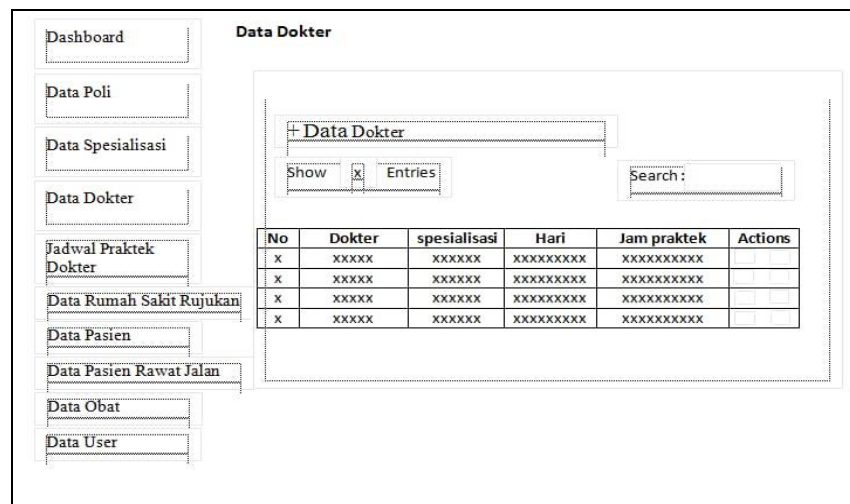 Dashboard
Data Poli
Data Spesialisasi
Data Dokter
Jadwal Praktek
Dokter
Data Rumah Sakit Rujukan
Data Pasien
Data Pasien Rawat Jalan
Data Obat
Data User
Data Dokter
+ Data Dokter
Show x Entries
Search :
No Dokter spesialisasi Hari Jam praktek Actions
x xxxxx xxxxxx xxxxxxxxx xxxxxxxxxx
x xxxxx xxxxxx xxxxxxxxx xxxxxxxxxx
x xxxxx xxxxxx xxxxxxxxx xxxxxxxxxx
x xxxxx xxxxxx xxxxxxxxx xxxxxxxxxx